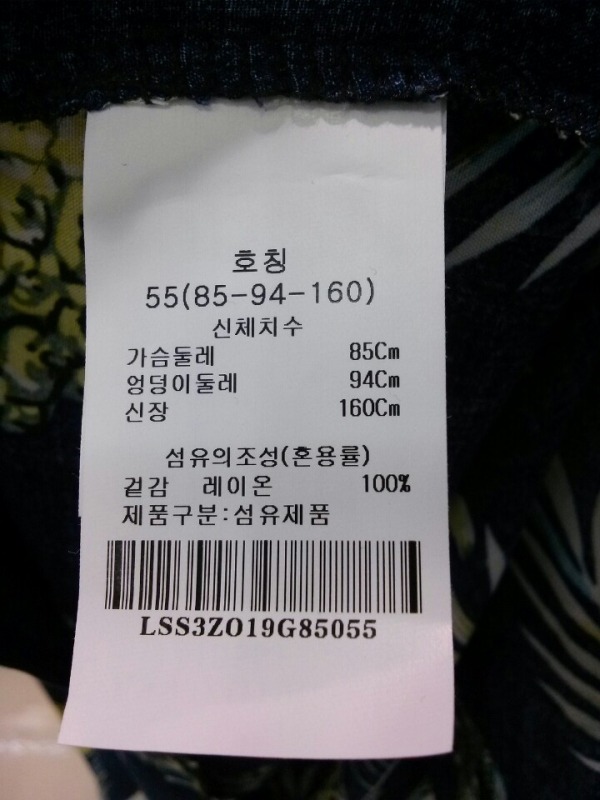 호칭
55(85-94-160)
신체치수
가슴둘레 85Cm
엉덩이둘레 94Cm
신장 160Cm
섬유의조성(혼용률)
겉감 레이온 100%
제품구분:섬유제품
LSS3ZO19G85055